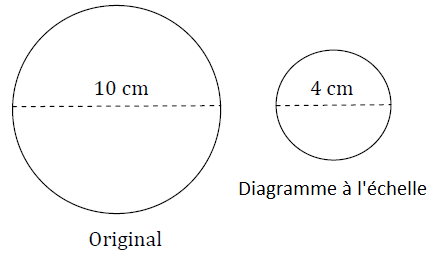 10 cm
4 cm
Diagramme à l'échelle
Original